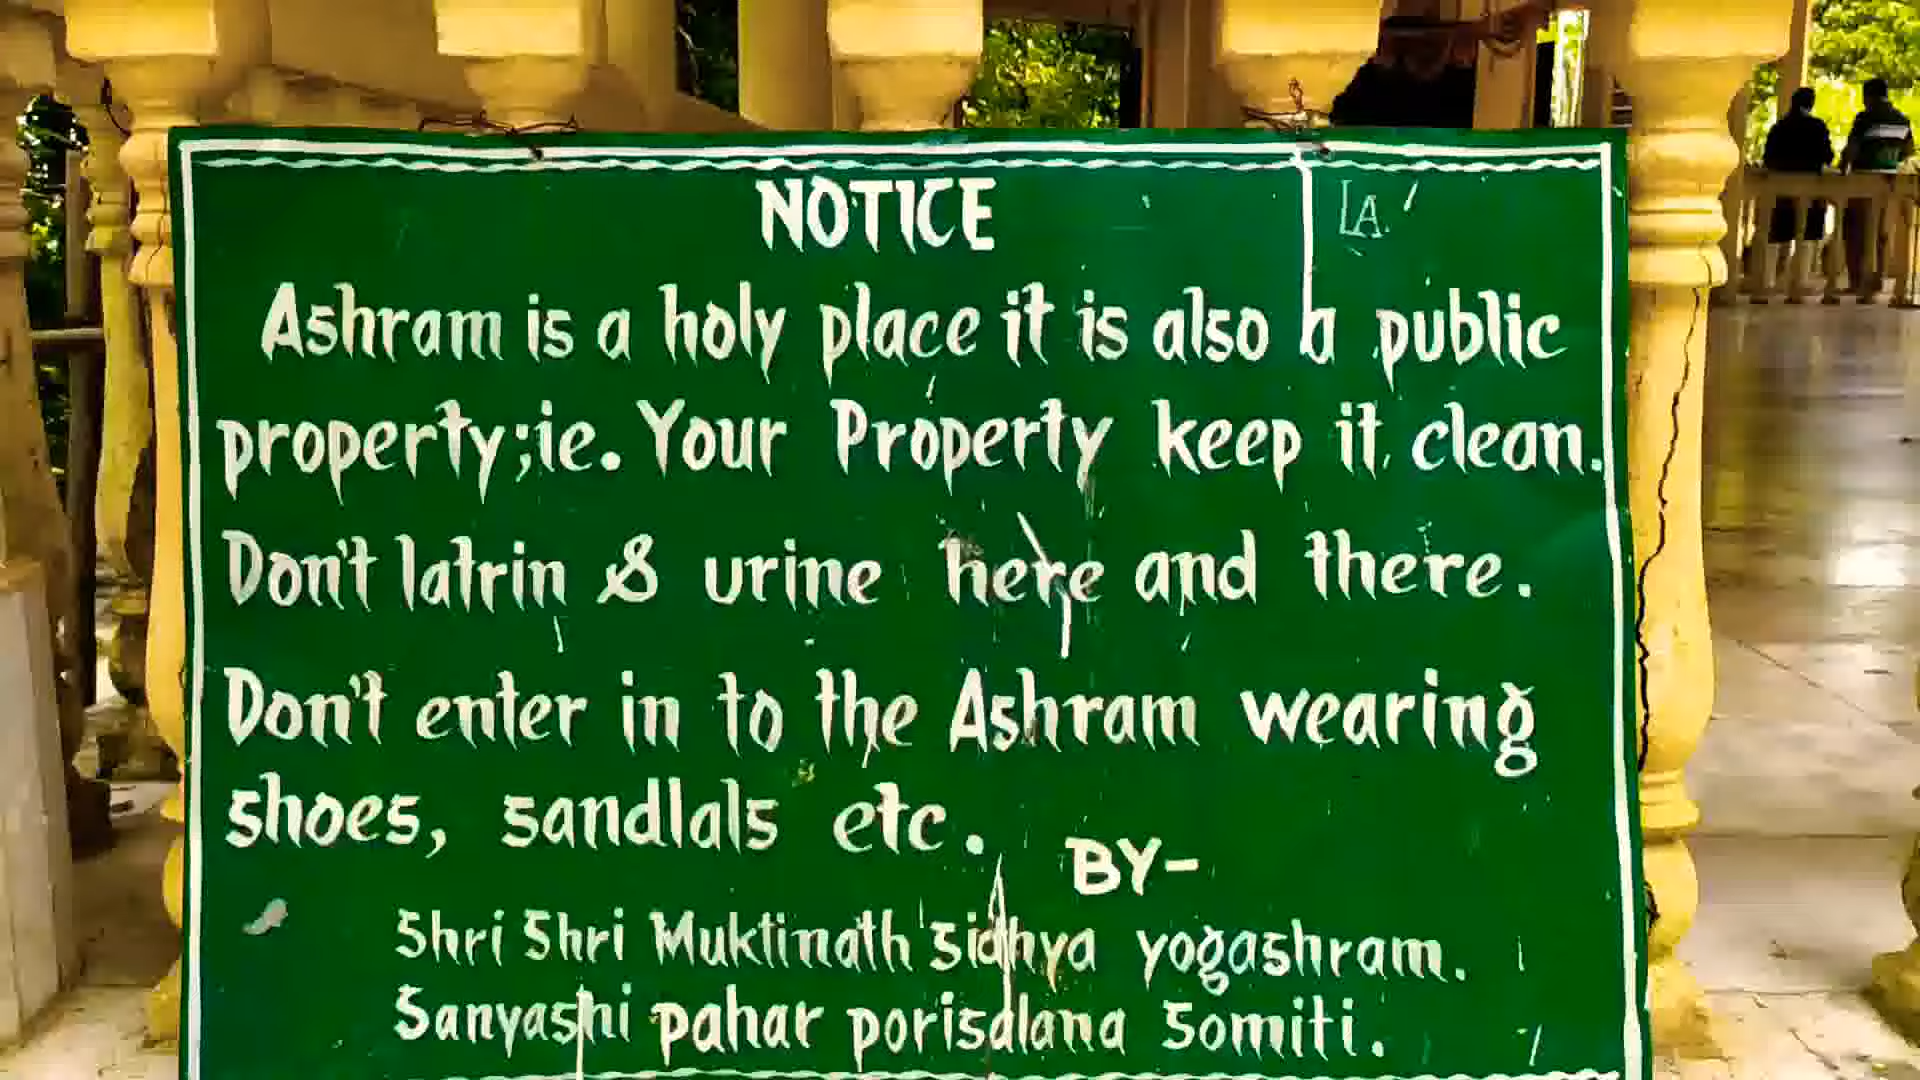 NOTICE
LA
Ashram is a holy place it is also a public
property;ie. Your Property keep it clean.
Don't latrin & urine here and there.
Don't enter in to the Ashram wearing
shoes, sandlals etc.
BY-
Shri Shri Muktinath sidhya yogashram.
Sanyashi pahar porisalana Somiti.